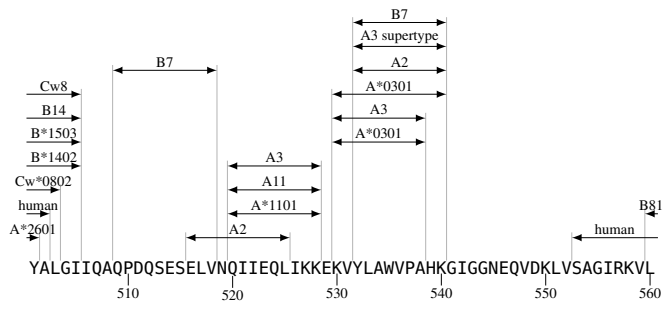 B7
A3 supertype
Cw8 B7 A2
A*0301
B14 A3
B*1503 A*0301
B*1402 A3
Cw*0802 A11
human A*1101 B81
A*2601 A2 human
YALGIIQAQPDQSESELVNQIIEQLIKKEKVYLAWVPAHKGIGGNEQVDKLVSAGIRKVL
510 520 530 540 550 560